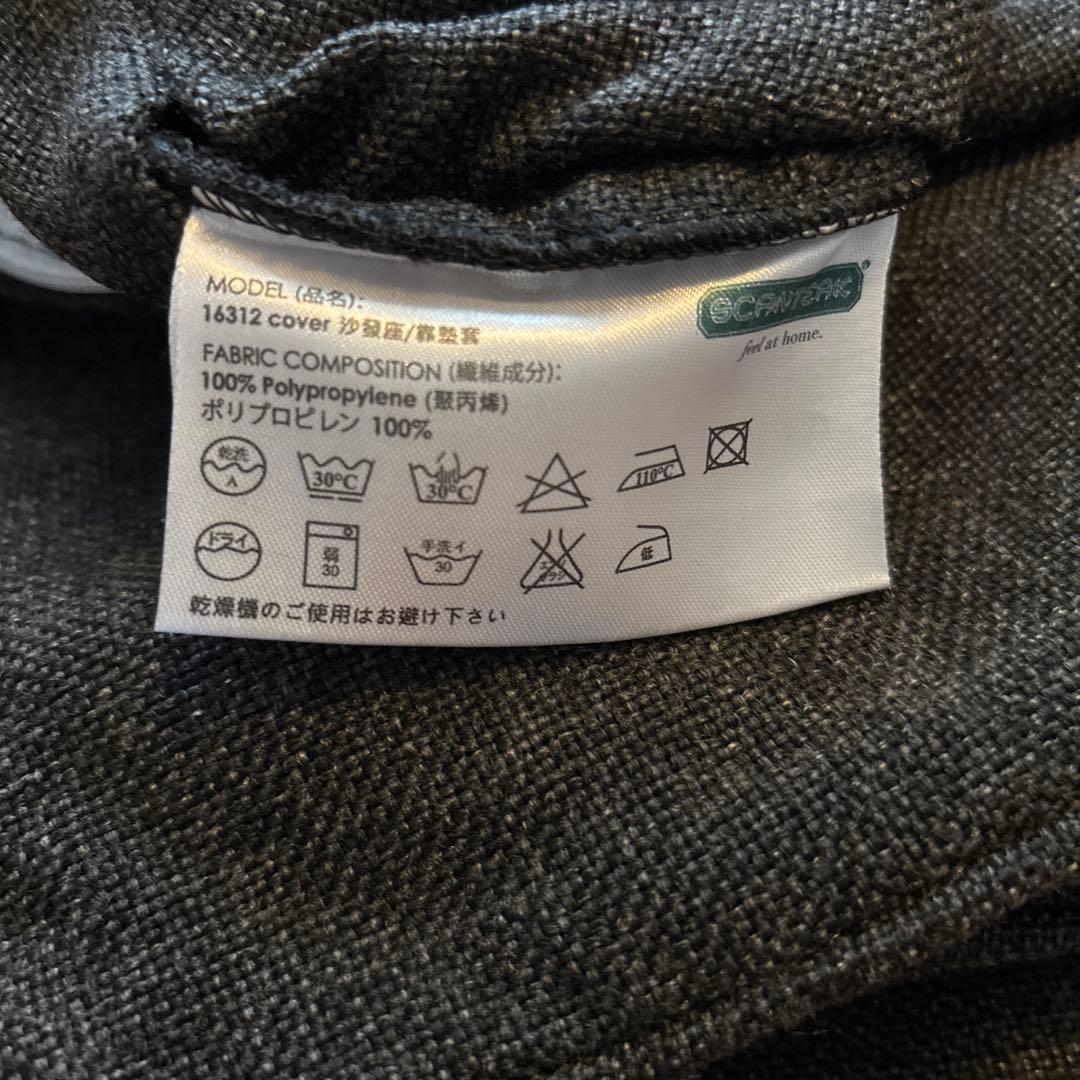 MODEL (品名):
16312 cover 沙發座/靠墊套
SCANTEAK®
feel at home.
FABRIC COMPOSITION (纖維成分):
100% Polypropylene (聚丙烯)
ポリプロピレン 100%
乾洗
A
30°C
30°C
110°C
ドライ
弱
30
手洗イ
30
低
乾燥機のご使用はお避け下さい